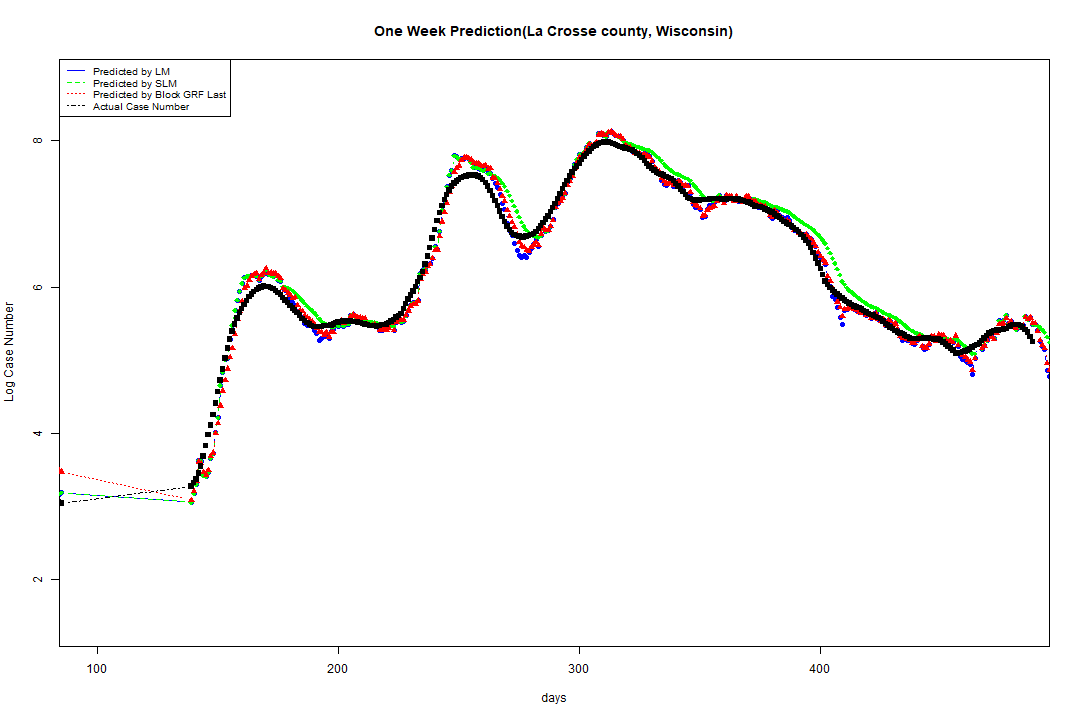 One Week Prediction(La Crosse county, Wisconsin)
Predicted by LM
Predicted by SLM
Predicted by Block GRF Last
Actual Case Number
8
6
4
2
Log Case Number
100 200 300 400
days